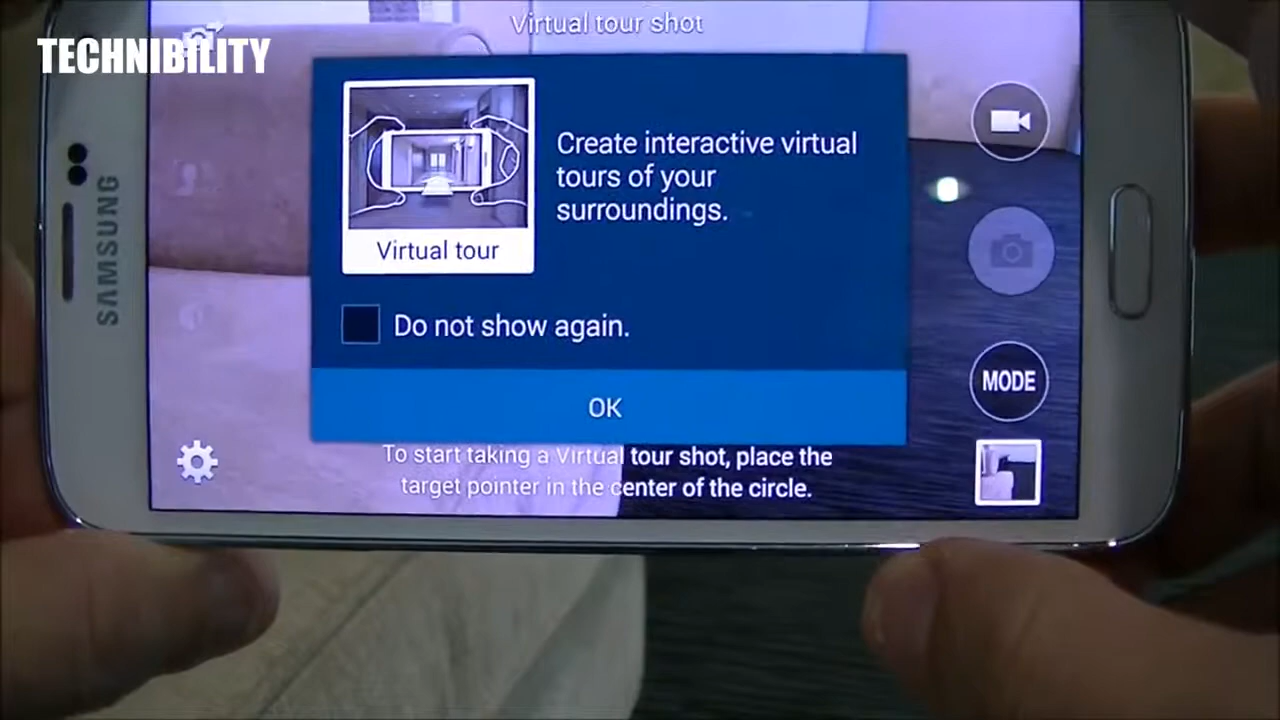 Virtual tour shot
TECHNIBILITY
SAMSUNG
Create interactive virtual
tours of your
surroundings.
Virtual tour
Do not show again.
OK
MODE
To start taking a Virtual tour shot, place the
target pointer in the center of the circle.